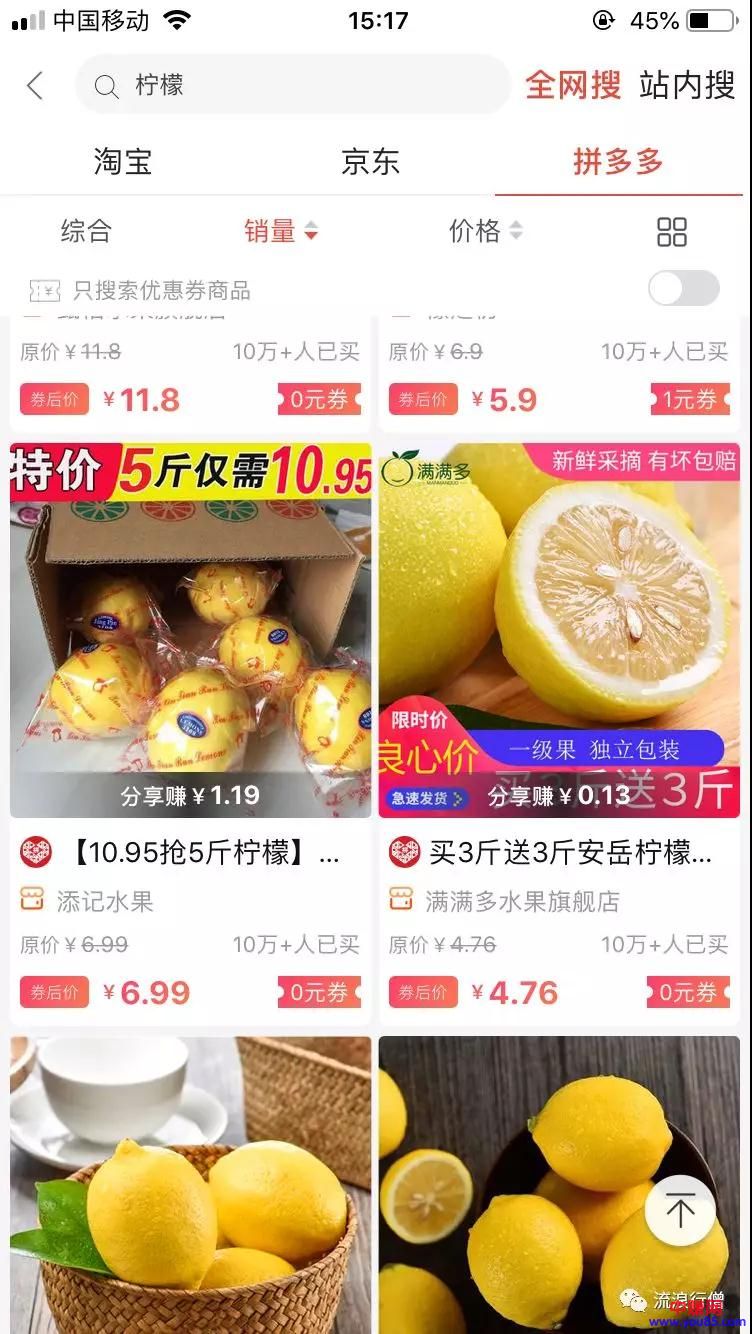 中国移动 15:17 45%
柠檬 全网搜 站内搜
淘宝 京东 拼多多
综合 销量 价格
只搜索优惠券商品
原价￥11.8 10万+人已买
券后价 ￥11.8 0元券
原价￥6.9 10万+人已买
券后价 ￥5.9 1元券
特价5斤仅需10.95
分享赚￥1.19
【10.95抢5斤柠檬】...
添记水果
原价￥6.99 10万+人已买
券后价 ￥6.99 0元券
满满多
MANMANDUO
新鲜采摘 有坏包赔
限时价
良心价
一级果 独立包装
急速发货
买3斤送3斤
分享赚￥0.13
买3斤送3斤安岳柠檬...
满满多水果旗舰店
原价￥4.76 10万+人已买
券后价 ￥4.76 0元券
流浪行僧
www.you85.com